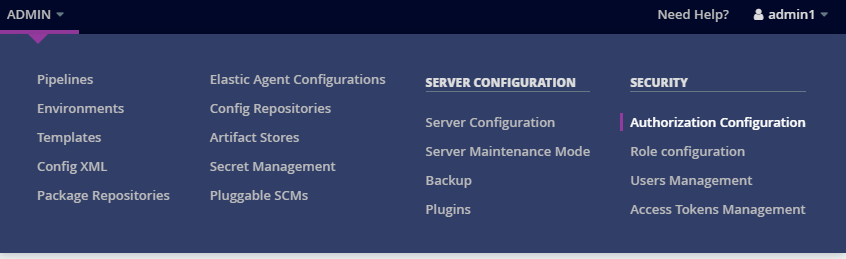 ADMIN
Need Help?
admin1
Pipelines
Environments
Templates
Config XML
Package Repositories
Elastic Agent Configurations
Config Repositories
Artifact Stores
Secret Management
Pluggable SCMs
SERVER CONFIGURATION
Server Configuration
Server Maintenance Mode
Backup
Plugins
SECURITY
Authorization Configuration
Role configuration
Users Management
Access Tokens Management